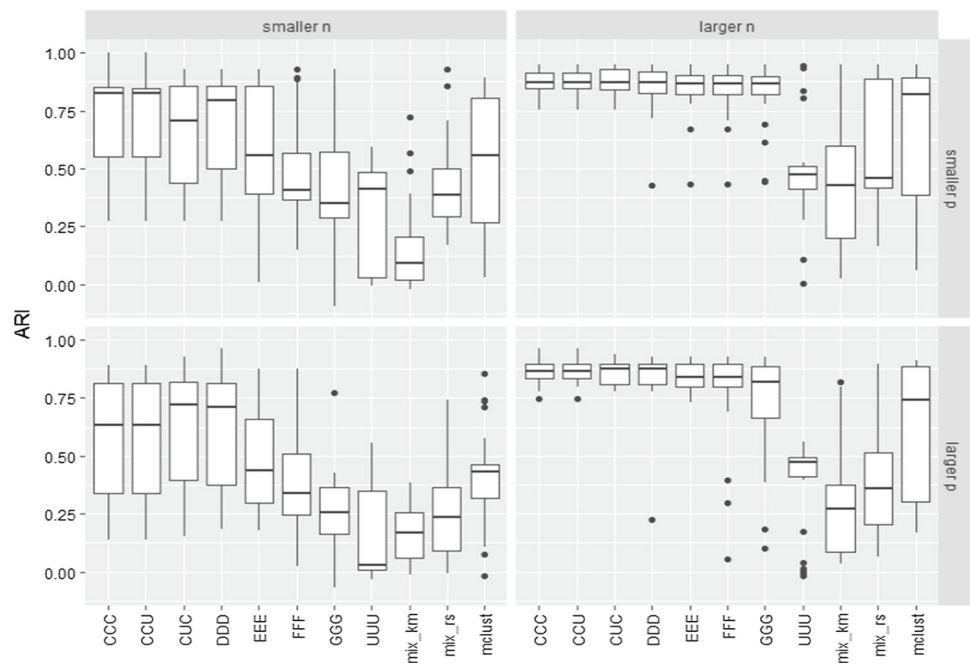 smaller n
larger n
1.00
0.75
0.50
0.25
0.00
smaller p
ARI
1.00
0.75
0.50
0.25
0.00
larger p
CCC
CCU
CUC
DDD
EEE
FFF
GGG
UUU
mix_km
mix_rs
mclust
CCC
CCU
CUC
DDD
EEE
FFF
GGG
UUU
mix_km
mix_rs
mclust